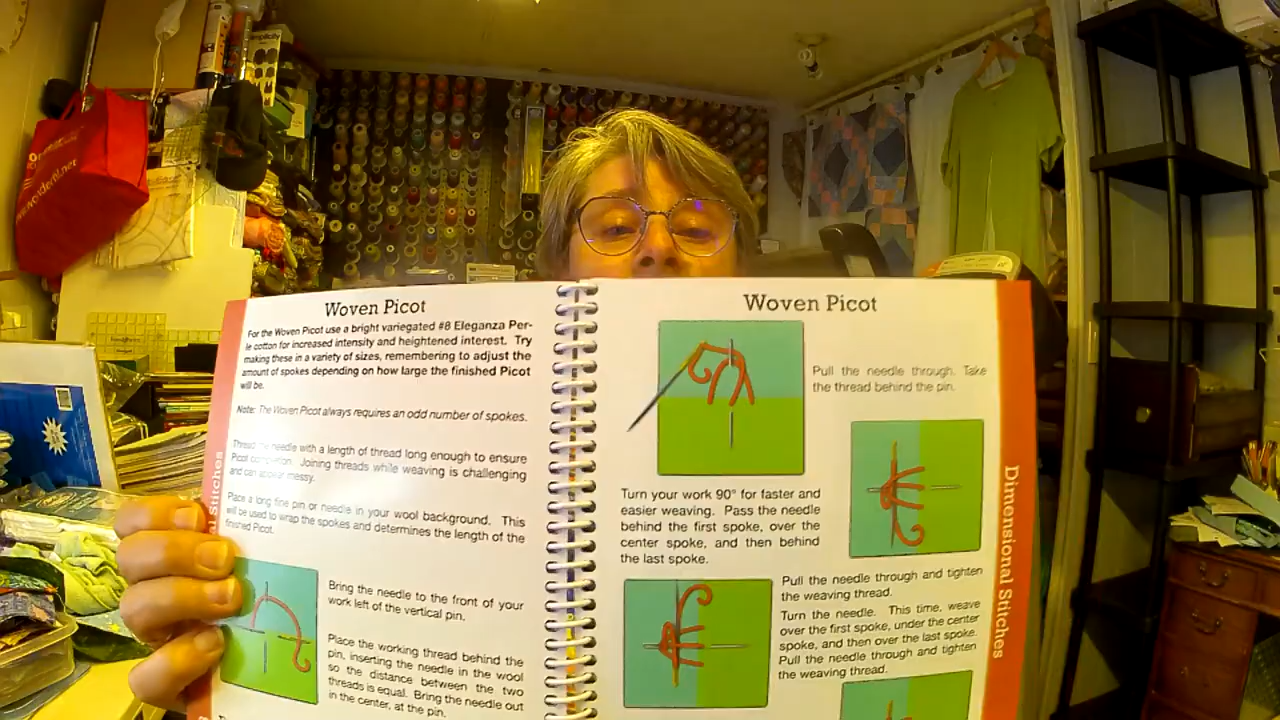 Woven Picot
For the Woven Picot use a bright variegated #8 Eleganza Per-
le cotton for increased intensity and heightened interest. Try
making these in a variety of sizes, remembering to adjust the
amount of spokes depending on how large the finished Picot
will be.
Note: The Woven Picot always requires an odd number of spokes.
Thread needle with a length of thread long enough to ensure
Picot Joining threads while weaving is challenging
and can appear messy.
Place a long fine pin or needle in your wool background. This
will be used to wrap the spokes and determines the length of the
finished Picot.
Bring the needle to the front of your
work left of the vertical pin.
Place the working thread behind the
pin, inserting the needle in the wool
so the distance between the two
threads is equal. Bring the needle out
in the center, at the pin.
Stitches
Woven Picot
Pull the needle through. Take
the thread behind the pin.
Turn your work 90° for faster and
easier weaving. Pass the needle
behind the first spoke, over the
center spoke, and then behind
the last spoke.
Pull the needle through and tighten
the weaving thread.
Turn the needle. This time, weave
over the first spoke, under the center
spoke, and then over the last spoke.
Pull the needle through and tighten
the weaving thread.
Dimensional Stitches